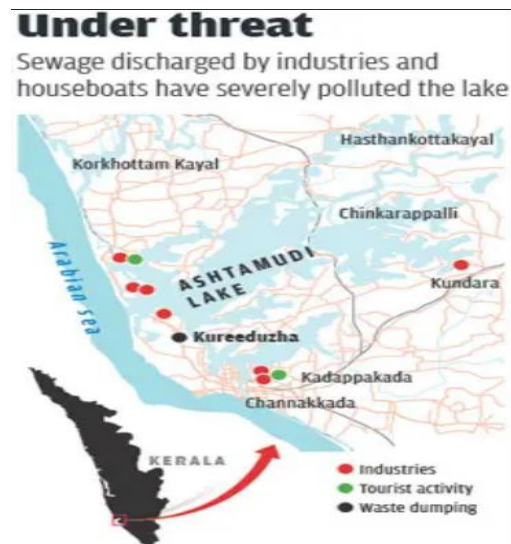 Under threat
Sewage discharged by industries and
houseboats have severely polluted the lake
Hasthankottakayal
Korkhottam Kayal
Chinkarappalli
Arabian sea
ASHTAMUDI
LAKE
Kundara
Kureeduzha
Kadappakada
Channakkada
KERALA
Industries
Tourist activity
Waste dumping